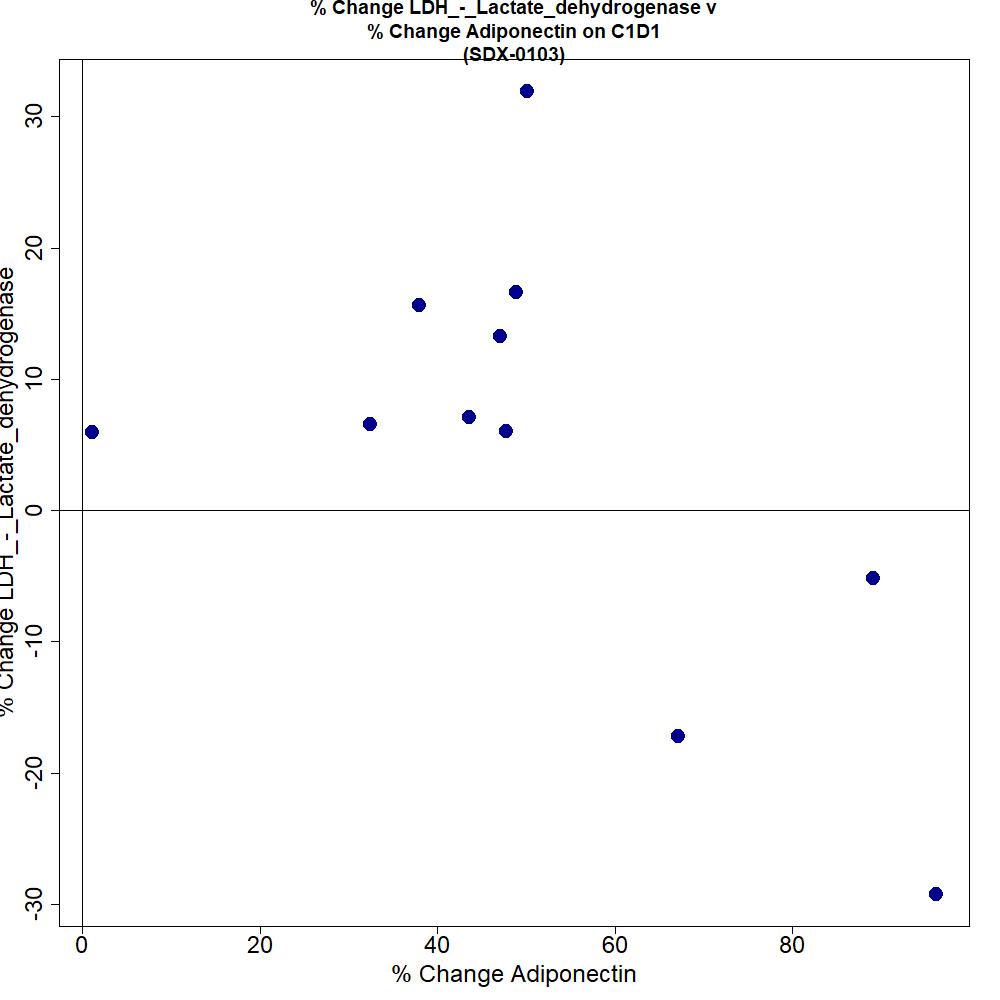 % Change LDH_-_Lactate_dehydrogenase v
% Change Adiponectin on C1D1
(SDX-0103)
% Change LDH_-_Lactate_dehydrogenase
30
20
10
0
-10
-20
-30
0 20 40 60 80
% Change Adiponectin